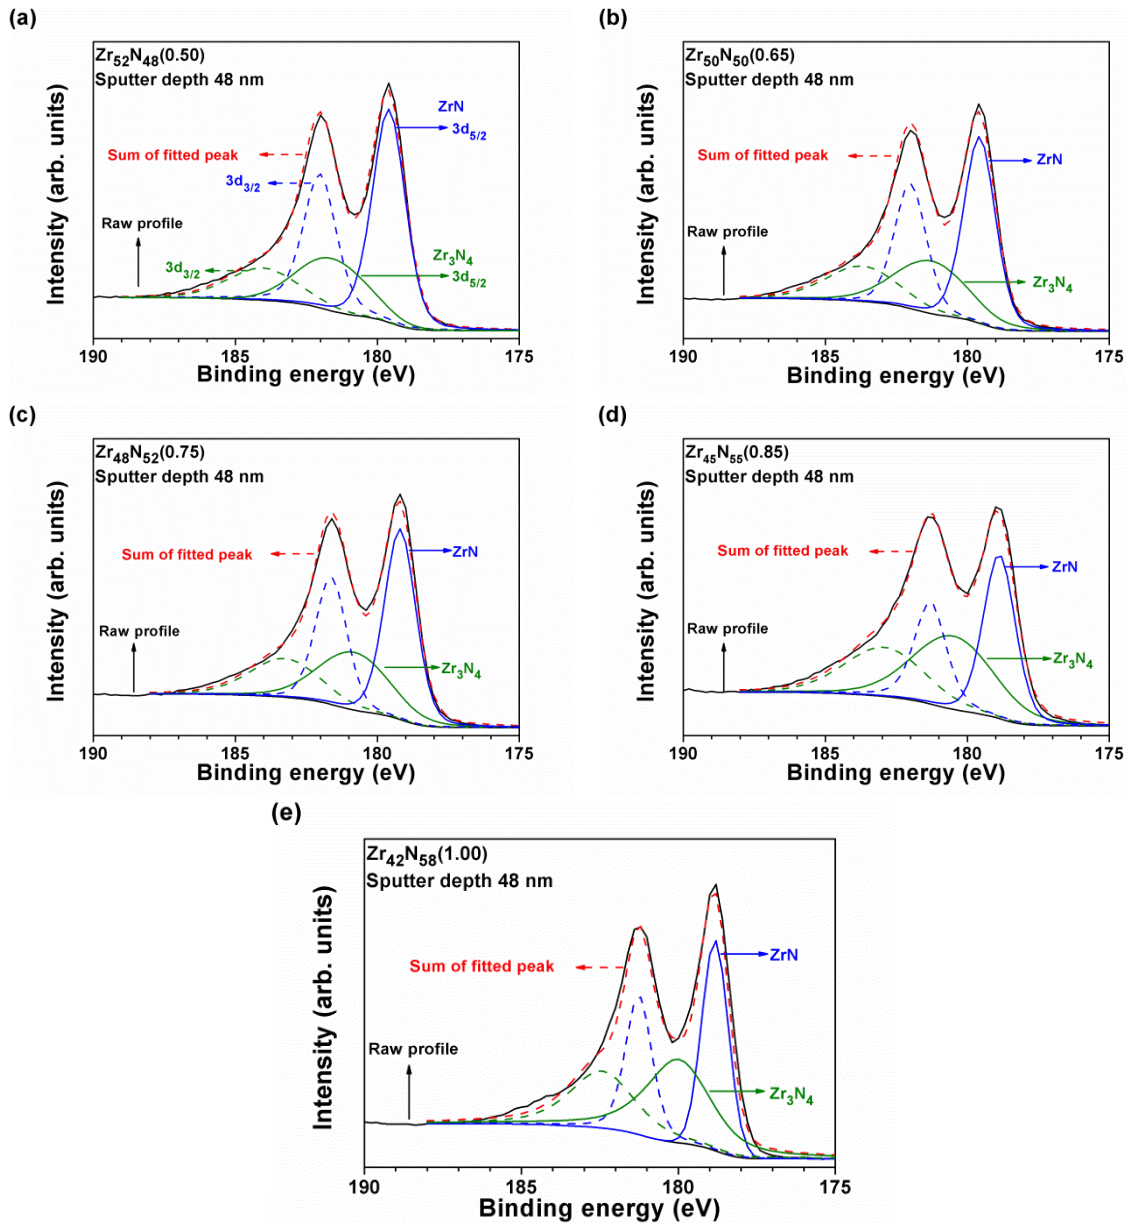 (a)
Zr52N48(0.50)
Sputter depth 48 nm
ZrN
3d5/2
Sum of fitted peak
3d3/2
Raw profile
Zr3N4
3d3/2
3d5/2
Intensity (arb. units)
190 185 180 175
Binding energy (eV)
(b)
Zr50N50(0.65)
Sputter depth 48 nm
Sum of fitted peak
ZrN
Raw profile
Zr3N4
Intensity (arb. units)
190 185 180 175
Binding energy (eV)
(c)
Zr48N52(0.75)
Sputter depth 48 nm
Sum of fitted peak
ZrN
Raw profile
Zr3N4
Intensity (arb. units)
190 185 180 175
Binding energy (eV)
(d)
Zr45N55(0.85)
Sputter depth 48 nm
Sum of fitted peak
ZrN
Raw profile
Zr3N4
Intensity (arb. units)
190 185 180 175
Binding energy (eV)
(e)
Zr42N58(1.00)
Sputter depth 48 nm
Sum of fitted peak
ZrN
Raw profile
Zr3N4
Intensity (arb. units)
190 185 180 175
Binding energy (eV)